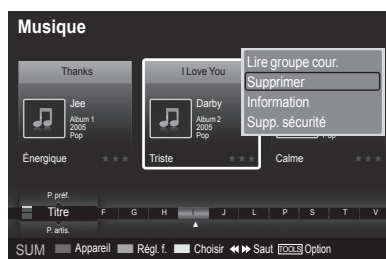 Musique
Thanks
I Love You
Lire groupe cour.
Supprimer
Information
Supp. sécurité
Jee
Album 1
2005
Pop
Darby
Album 2
2005
Pop
Pop
Énergique
Triste
Calme
P. préf.
Titre F G H I J L P S T V
P. artis.
SUM Appareil Régl. f. Choisir Saut TOOLS Option